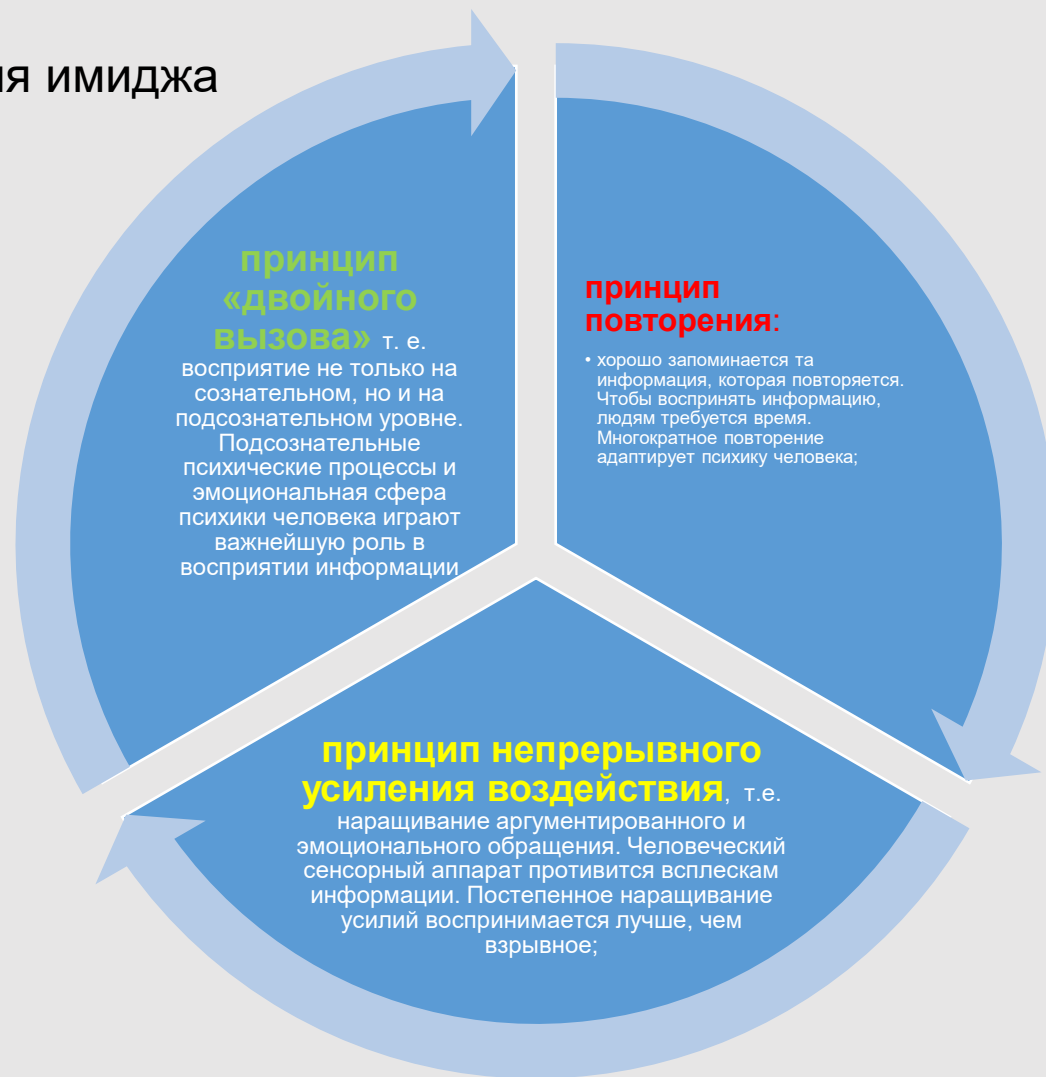 имиджа
принцип
«двойного
вызова» т. е.
восприятие не только на
сознательном, но и на
подсознательном уровне.
Подсознательные
психические процессы и
эмоциональная сфера
психики человека играют
важнейшую роль в
восприятии информации
принцип
повторения:
• хорошо запоминается та
информация, которая повторяется.
Чтобы воспринять информацию,
людям требуется время.
Многократное повторение
адаптирует психику человека;
принцип непрерывного
усиления воздействия, т.е.
наращивание аргументированного и
эмоционального обращения. Человеческий
сенсорный аппарат противится всплескам
информации. Постепенное наращивание
усилий воспринимается лучше, чем
взрывное;